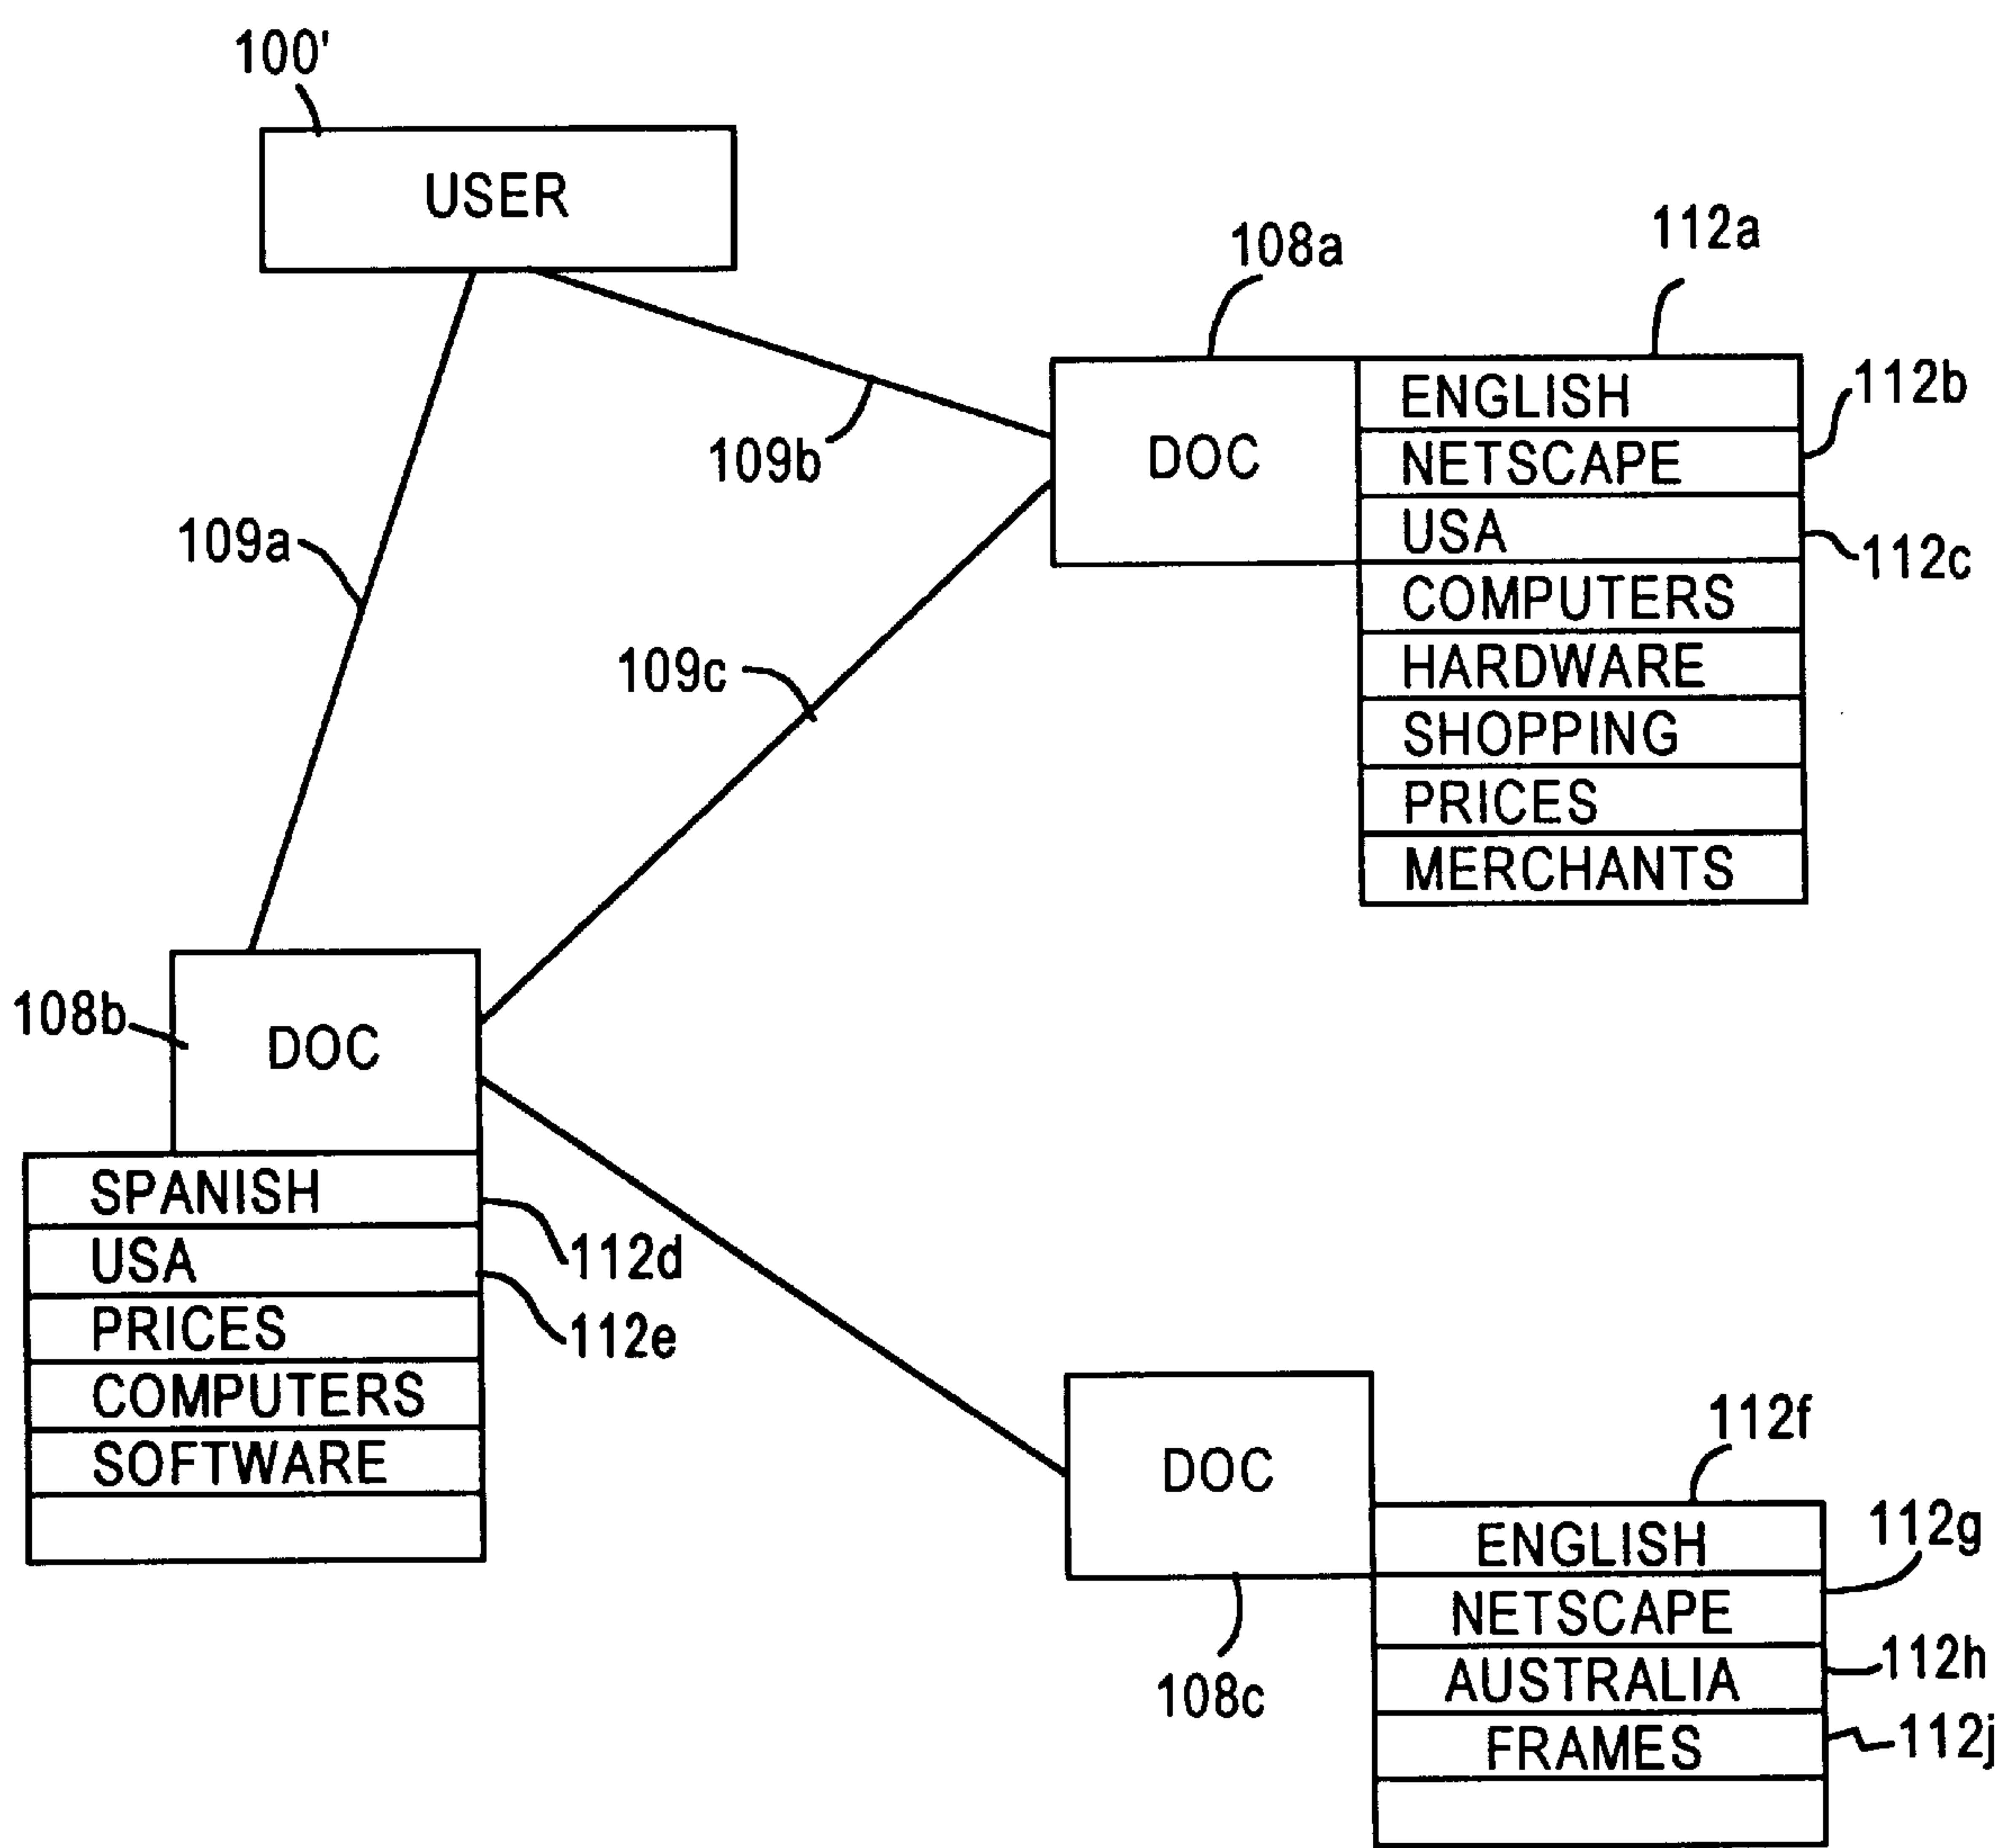 100'
USER
108a
112a
ENGLISH
112b
DOC
NETSCAPE
109b
USA
112c
109a
COMPUTERS
109c
HARDWARE
SHOPPING
PRICES
MERCHANTS
108b
DOC
SPANISH
112d
USA
112e
PRICES
COMPUTERS
SOFTWARE
DOC
112f
112g
ENGLISH
NETSCAPE
108c
AUSTRALIA
112h
FRAMES
112j